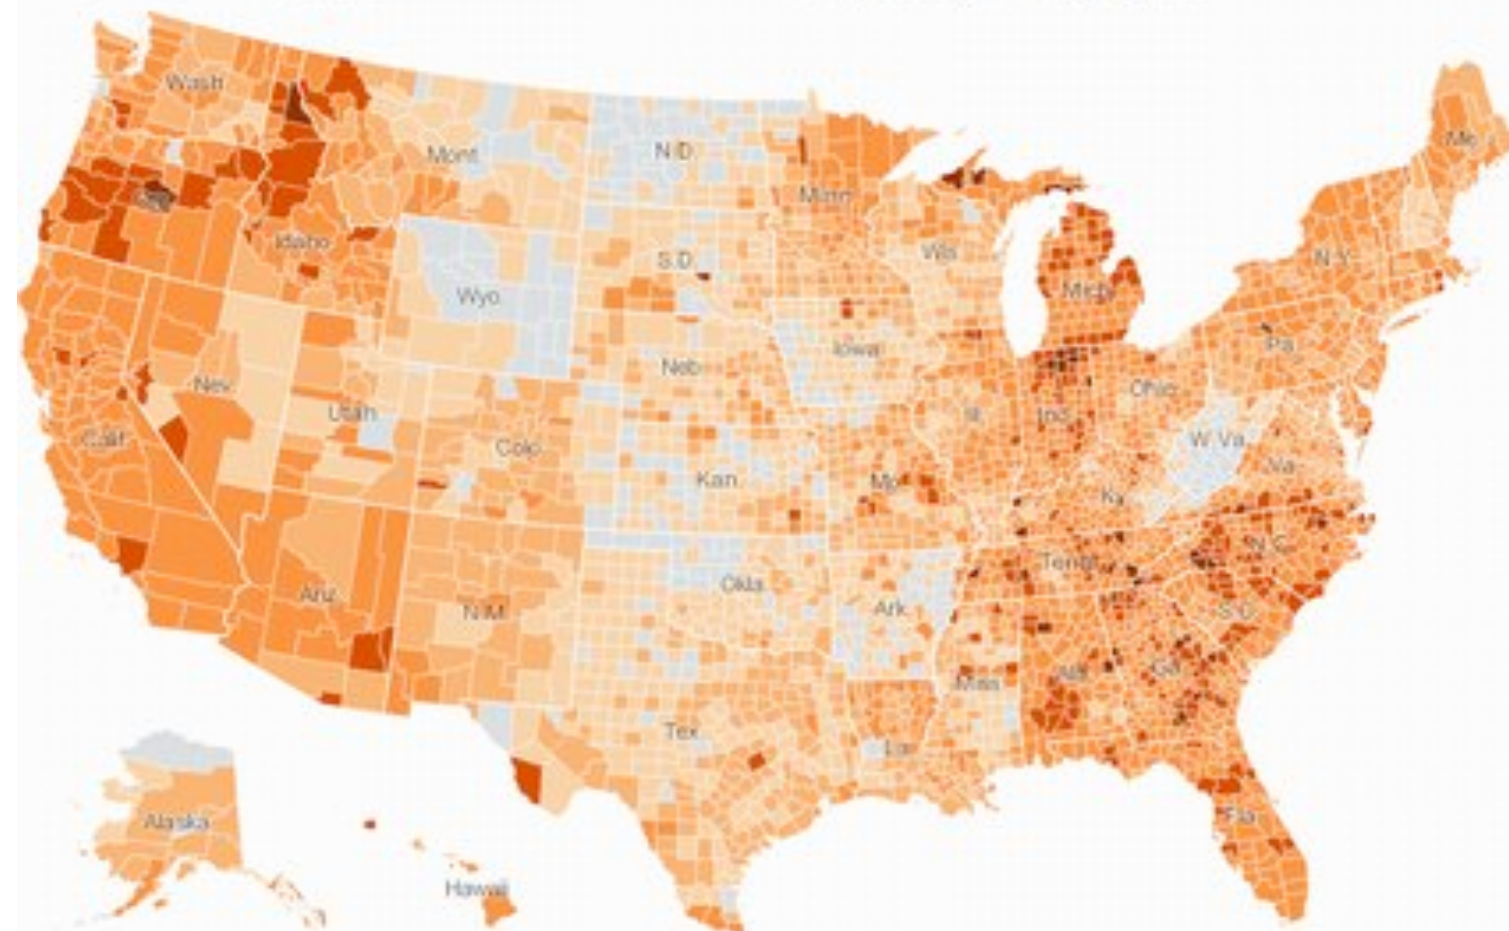 Wash
Mont
N.D.
Minn
Me
Idaho
S.D.
Wis
Mich
N.Y.
Wyo
Neb
Iowa
Pa
Nev
Utah
Colo
Ill
Ind
Ohio
Calif
Kan
Mo
Ky
W.Va
Va
Ariz
N.M.
Okla
Ark
Tenn
N.C.
S.C.
Miss
Ala
Ga
Tex
La
Fla
Alaska
Hawaii